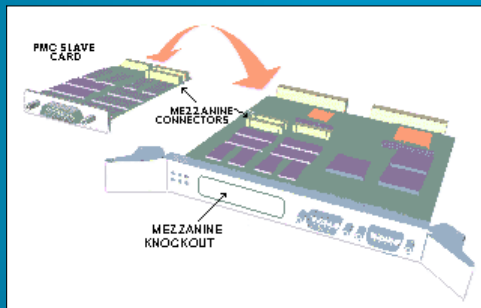 PMC SLAVE
CARD
MEZZANINE
CONNECTORS
MEZZANINE
KNOCKOUT